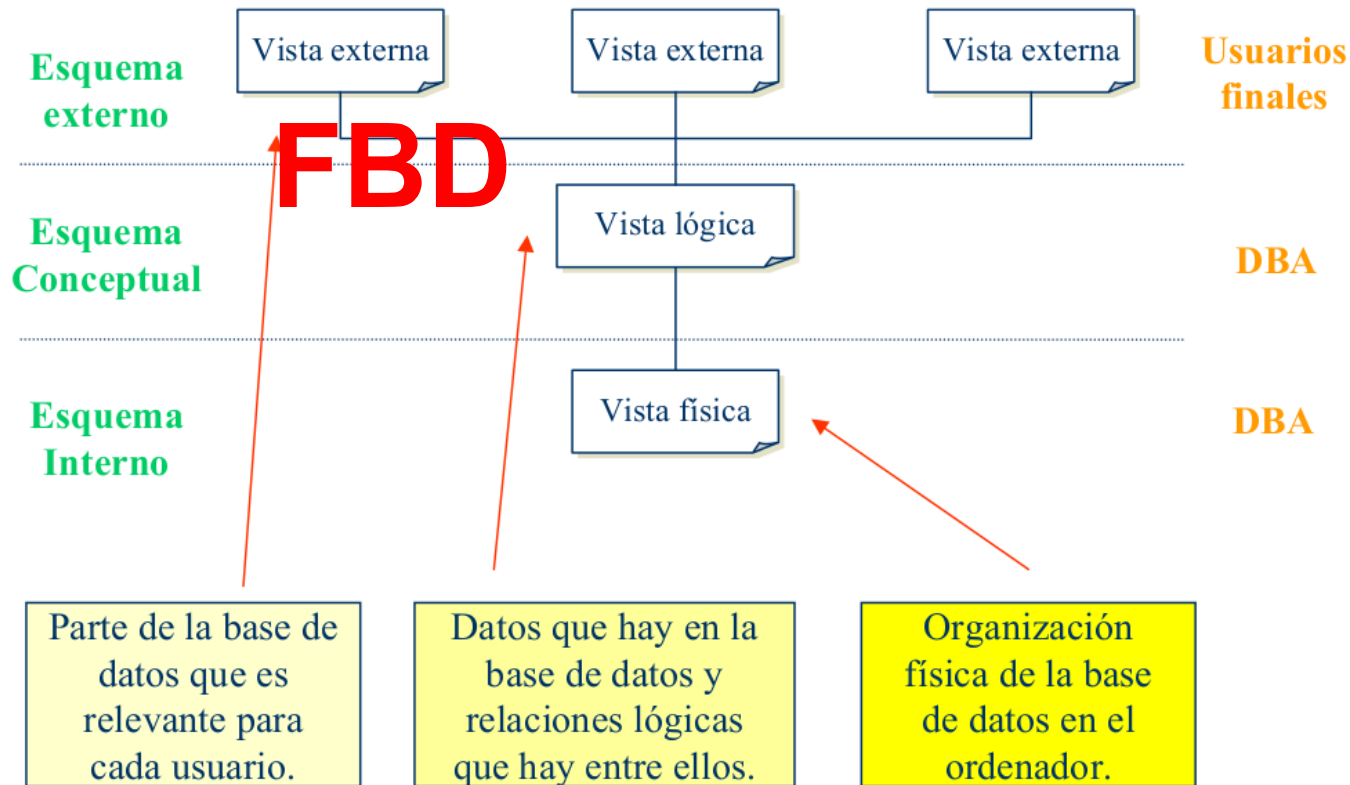 Vista externa
Vista externa
Vista externa
Esquema
externo
Usuarios
finales
FBD
Esquema
Conceptual
Vista lógica
DBA
Esquema
Interno
Vista física
DBA
Parte de la base de
datos que es
relevante para
cada usuario.
Datos que hay en la
base de datos y
relaciones lógicas
que hay entre ellos.
Organización
física de la base
de datos en el
ordenador.